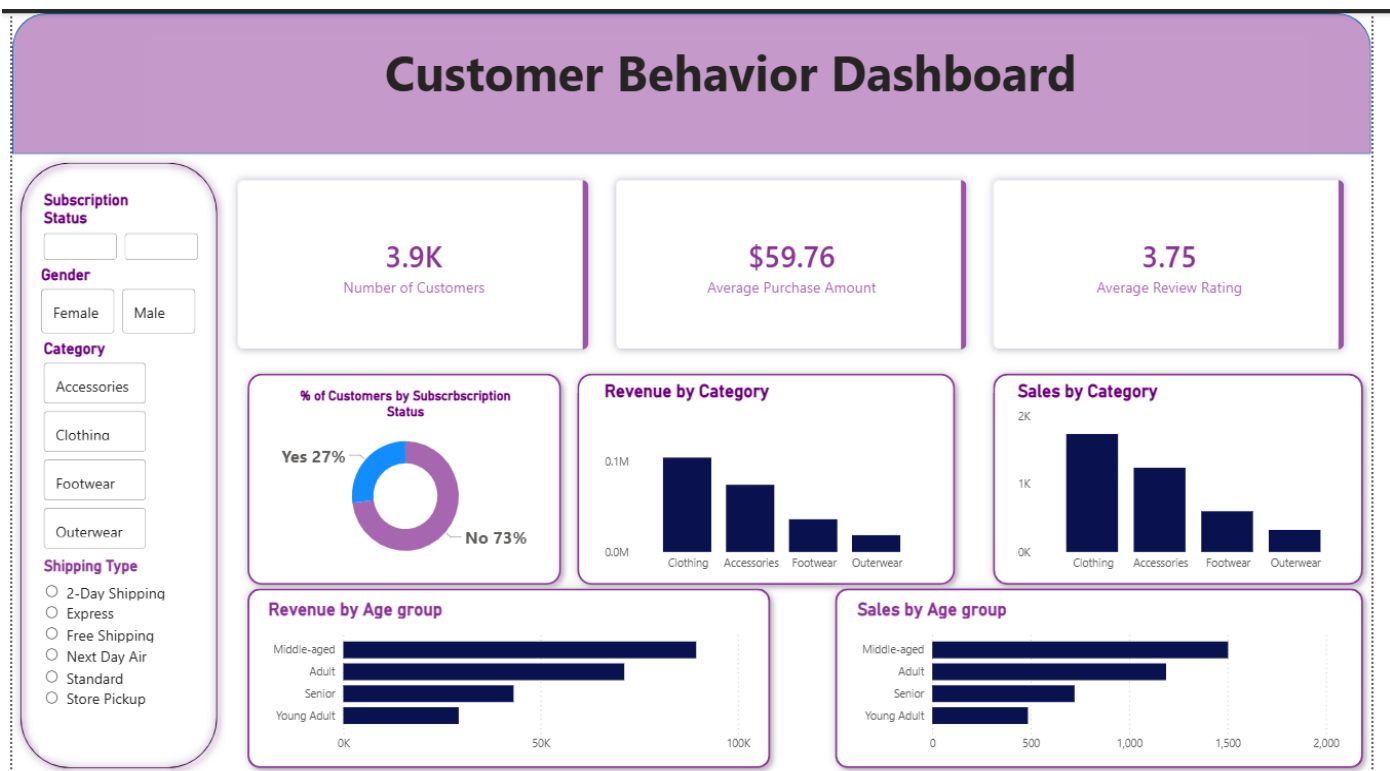 Customer Behavior Dashboard
Subscription
Status
Gender
Female
Male
Category
Accessories
Clothing
Footwear
Outerwear
Shipping Type
2-Day Shipping
Express
Free Shipping
Next Day Air
Standard
Store Pickup
3.9K
Number of Customers
$59.76
Average Purchase Amount
3.75
Average Review Rating
% of Customers by Subscrbscription
Status
Yes 27%
No 73%
Revenue by Category
0.1M
0.0M
Clothing
Accessories
Footwear
Outerwear
Sales by Category
2K
1K
0K
Clothing
Accessories
Footwear
Outerwear
Revenue by Age group
Middle-aged
Adult
Senior
Young Adult
0K
50K
100K
Sales by Age group
Middle-aged
Adult
Senior
Young Adult
0
500
1,000
1,500
2,000